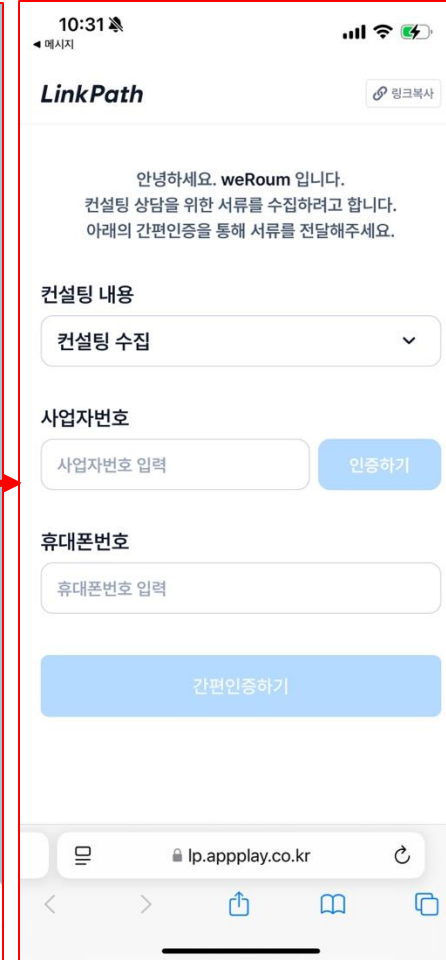 10:31
◀ 메시지
LinkPath
링크복사
안녕하세요. weRoum 입니다.
컨설팅 상담을 위한 서류를 수집하려고 합니다.
아래의 간편인증을 통해 서류를 전달해주세요.
컨설팅 내용
컨설팅 수집
사업자번호
사업자번호 입력
인증하기
휴대폰번호
휴대폰번호 입력
간편인증하기
lp.appplay.co.kr